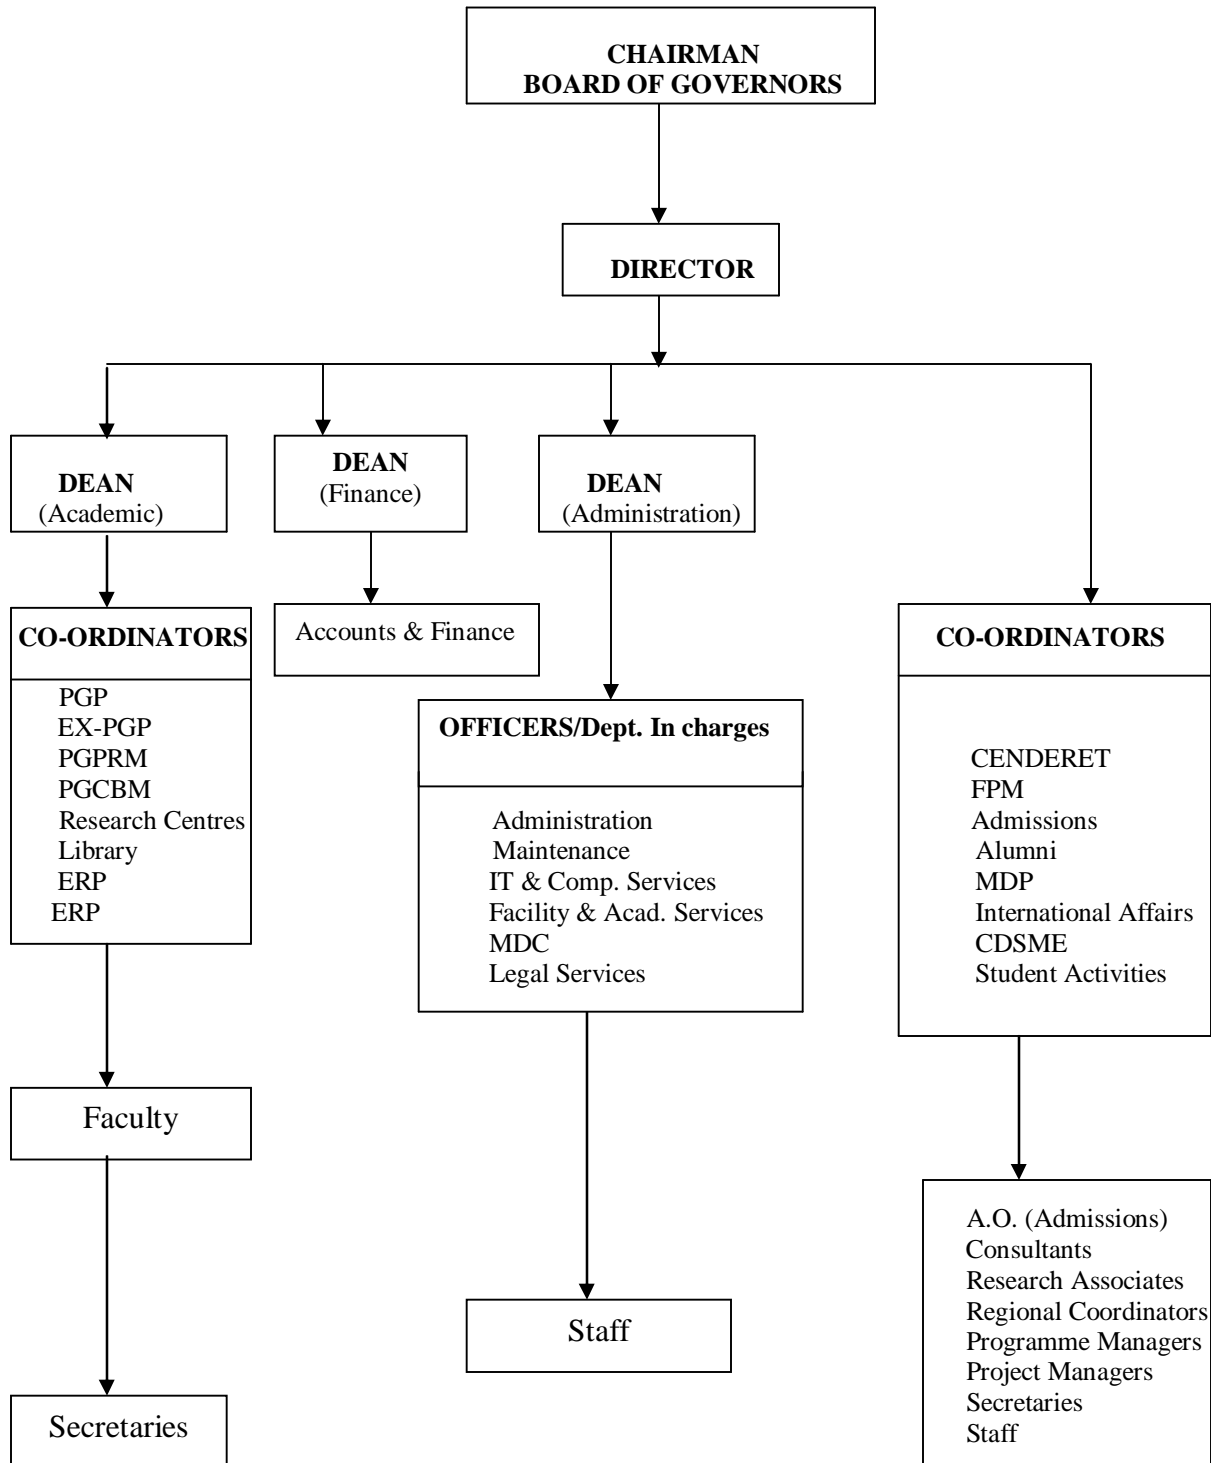 CHAIRMAN
BOARD OF GOVERNORS
DIRECTOR
DEAN
(Academic)
DEAN
(Finance)
DEAN
(Administration)
CO-ORDINATORS
PGP
EX-PGP
PGPRM
PGCBM
Research Centres
Library
ERP
ERP
Accounts & Finance
OFFICERS/Dept. In charges
Administration
Maintenance
IT & Comp. Services
Facility & Acad. Services
MDC
Legal Services
CO-ORDINATORS
CENDERET
FPM
Admissions
Alumni
MDP
International Affairs
CDSME
Student Activities
Faculty
Secretaries
Staff
A.O. (Admissions)
Consultants
Research Associates
Regional Coordinators
Programme Managers
Project Managers
Secretaries
Staff